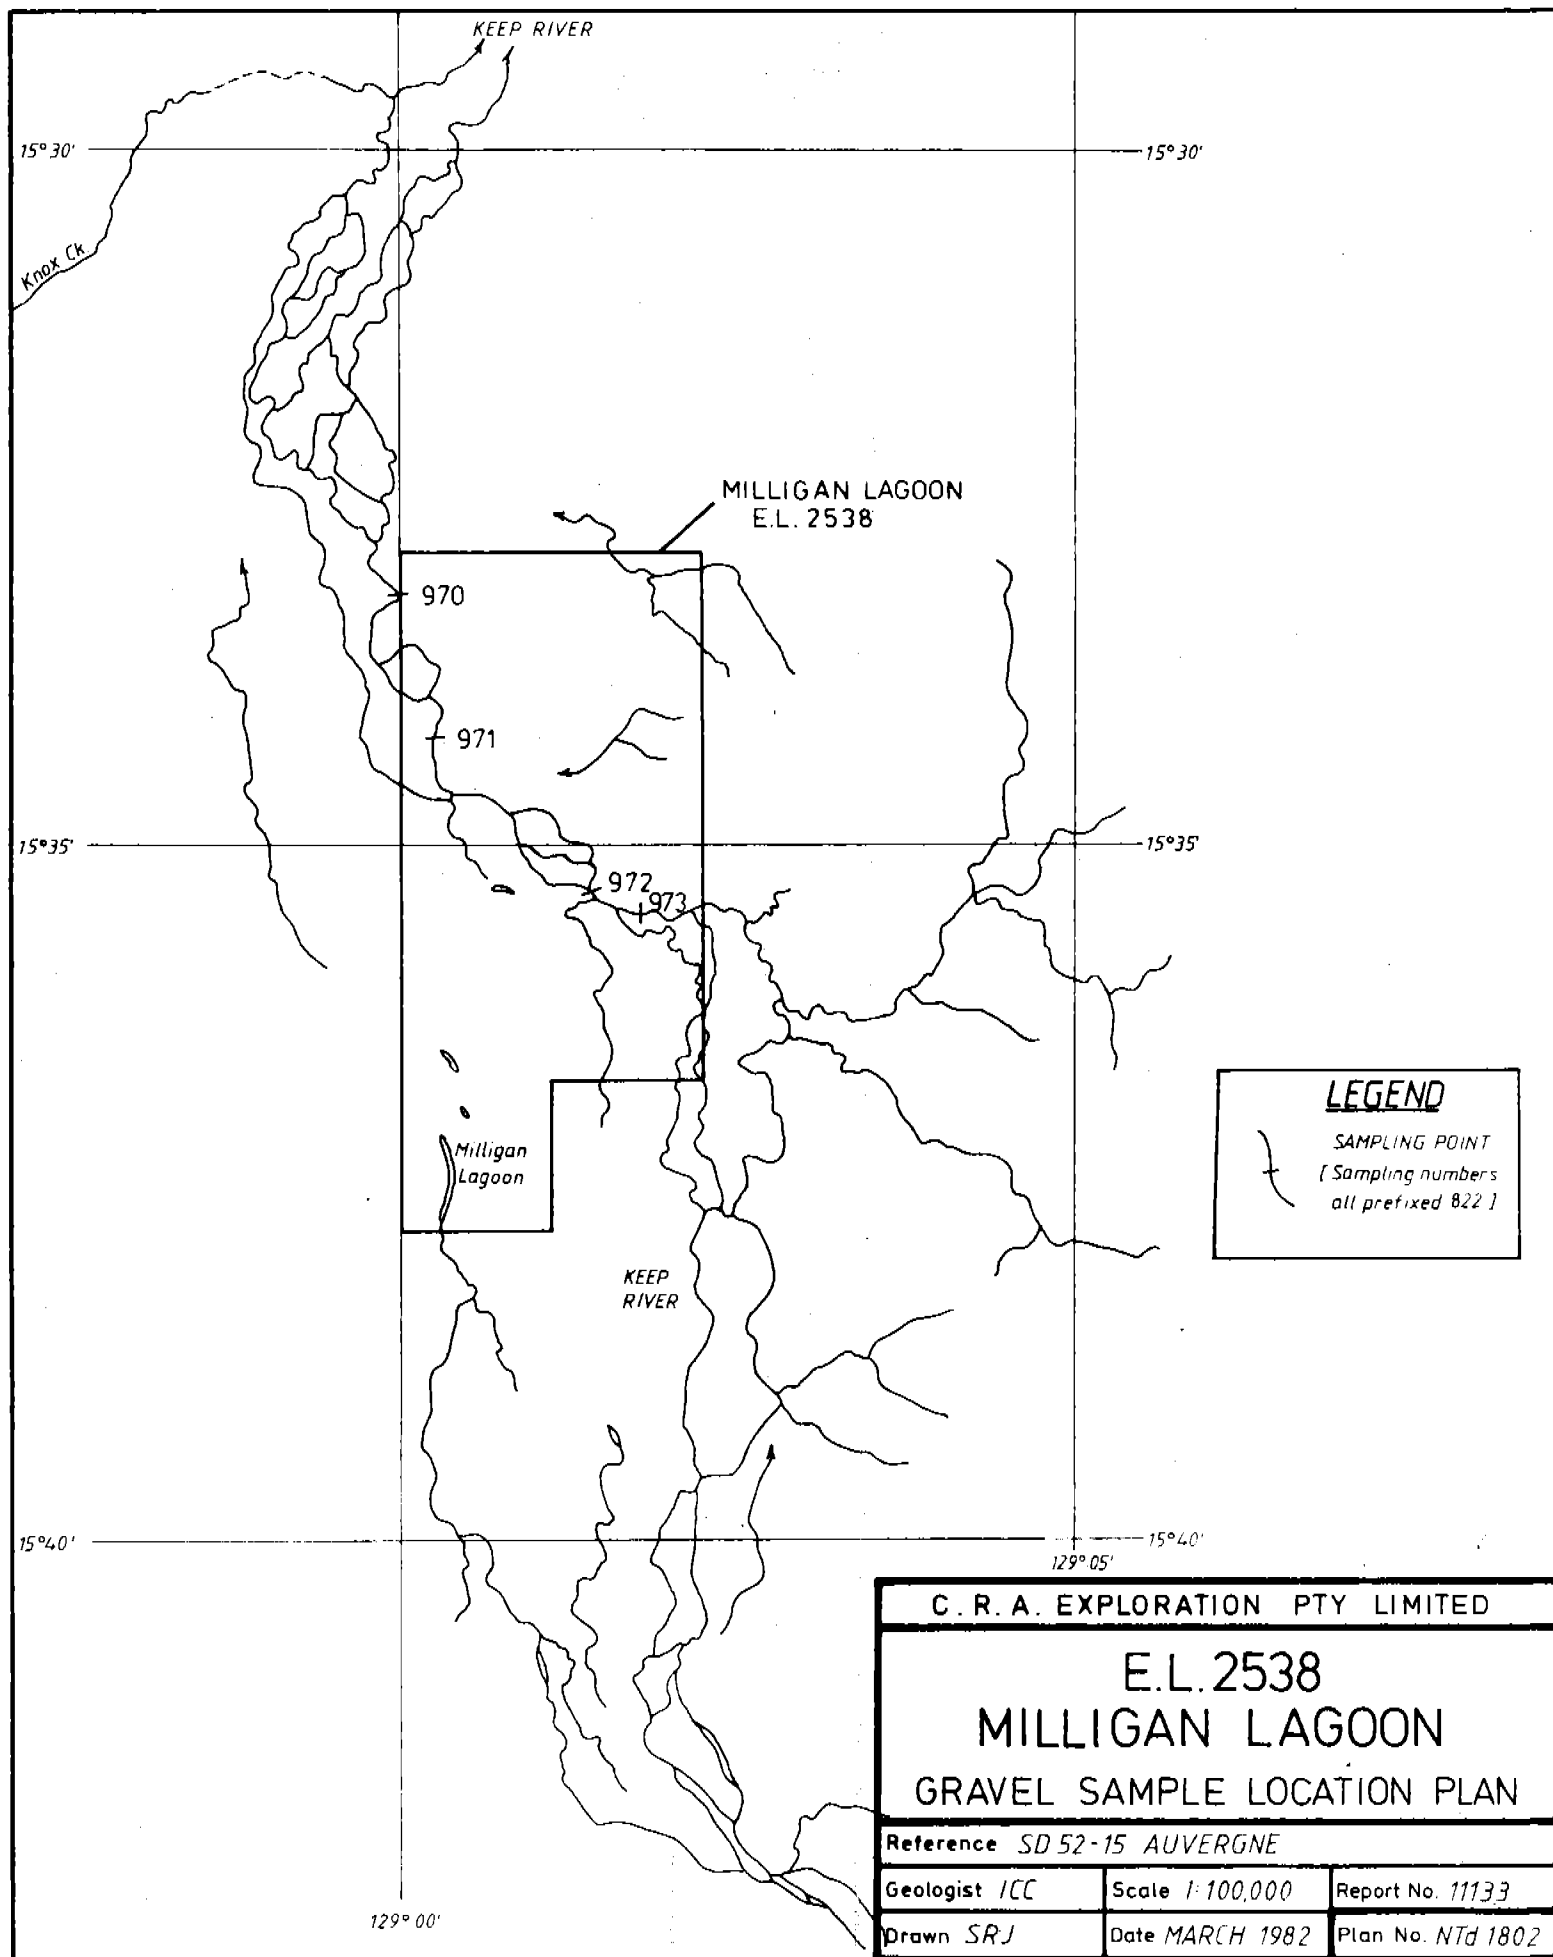 KEEP RIVER
15°30'
15°30'
Knox Ck.
MILLIGAN LAGOON
E.L. 2538
970
971
15°35'
15°35'
972
973
Milligan
Lagoon
LEGEND
SAMPLING POINT
[Sampling numbers
all prefixed 822]
KEEP
RIVER
15°40'
15°40'
129°05'
129°00'
C.R.A. EXPLORATION PTY LIMITED
E.L. 2538
MILLIGAN LAGOON
GRAVEL SAMPLE LOCATION PLAN
Reference SD 52-15 AUVERGNE
Geologist ICC
Scale 1:100,000
Report No. 11133
Drawn SRJ
Date MARCH 1982
Plan No. NTd 1802